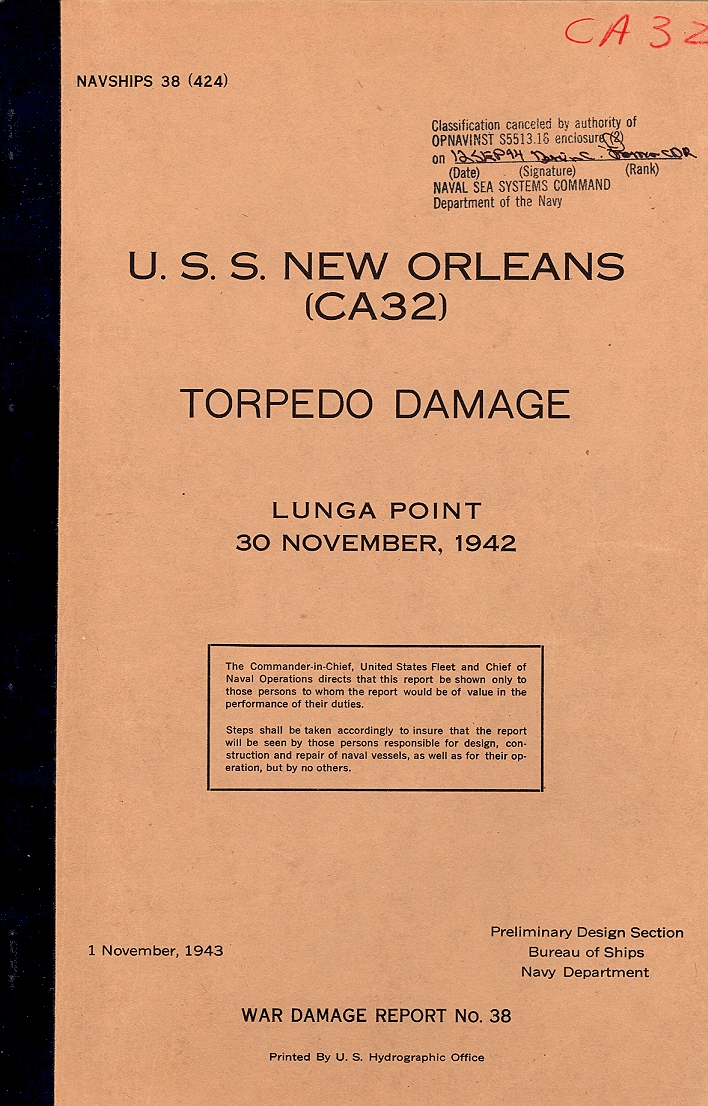 CA 32
NAVSHIPS 38 (424)
Classification canceled by authority of
OPNAVINST S5513.16 enclosure (2)
on 12 SEP 94 CDR
(Date) (Signature) (Rank)
NAVAL SEA SYSTEMS COMMAND
Department of the Navy
U. S. S. NEW ORLEANS
(CA32)
TORPEDO DAMAGE
LUNGA POINT
30 NOVEMBER, 1942
The Commander-in-Chief, United States Fleet and Chief of
Naval Operations directs that this report be shown only to
those persons to whom the report would be of value in the
performance of their duties.
Steps shall be taken accordingly to insure that the report
will be seen by those persons responsible for design, con-
struction and repair of naval vessels, as well as for their op-
eration, but by no others.
1 November, 1943
Preliminary Design Section
Bureau of Ships
Navy Department
WAR DAMAGE REPORT No. 38
Printed By U. S. Hydrographic Office